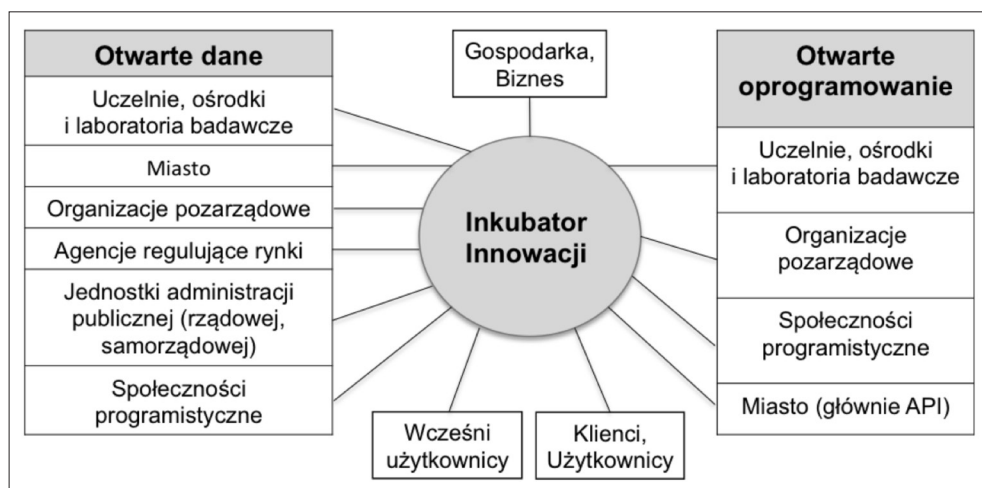 Otwarte dane
Uczelnie, ośrodki
i laboratoria badawcze
Miasto
Organizacje pozarządowe
Agencje regulujące rynki
Jednostki administracji
publicznej (rządowej,
samorządowej)
Społeczności
programistyczne
Gospodarka,
Biznes
Inkubator
Innowacji
Wcześni
użytkownicy
Klienci,
Użytkownicy
Otwarte
oprogramowanie
Uczelnie, ośrodki
i laboratoria badawcze
Organizacje
pozarządowe
Społeczności
programistyczne
Miasto (głównie API)